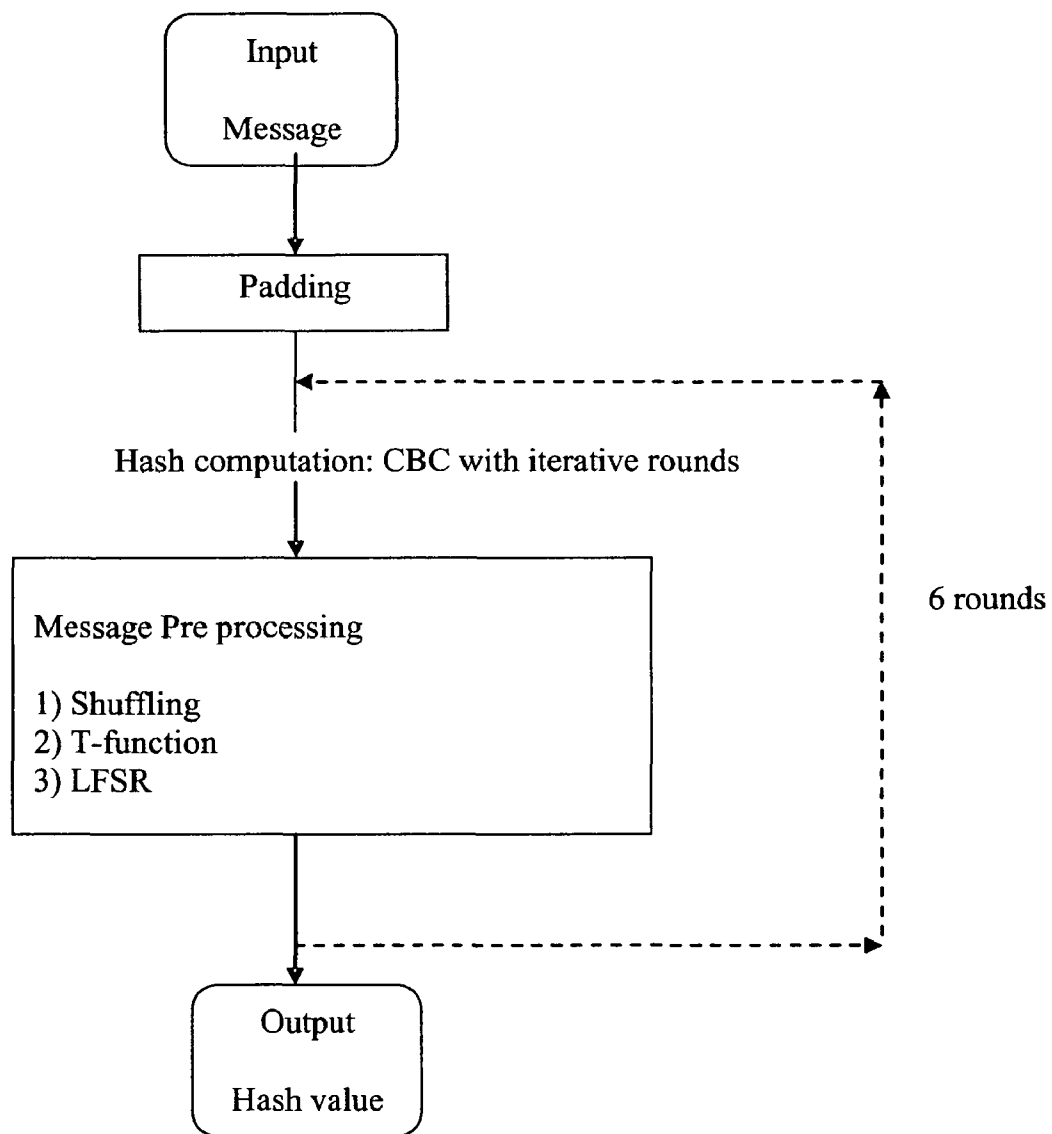 Input
Message
Padding
Hash computation: CBC with iterative rounds
6 rounds
Message Pre processing
1) Shuffling
2) T-function
3) LFSR
Output
Hash value